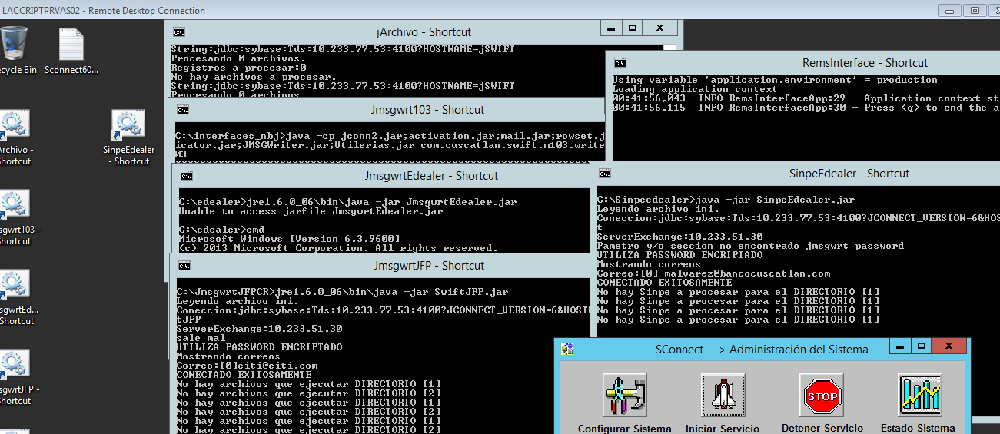 LACCRIPTPRVAS02 - Remote Desktop Connection
ecycle Bin
Sconnect60...
Archivo -
Shortcut
SinpeEdealer
- Shortcut
sgwrt103 -
Shortcut
sgwrtEd...
Shortcut
sgwrtJFP -
Shortcut
jArchivo - Shortcut
String:jdbc:sybase:Tds:10.233.77.53:4100?HOSTNAME=jSWIFT
Procesando 0 archivos.
Registros a procesar:0
No hay archivos a procesar.
String:jdbc:sybase:Tds:10.233.77.53:4100?HOSTNAME=jSWIFT
Procesando 0 archivos
Jmsgwrt103 - Shortcut
C:\interfaces_nbj>java -cp jconn2.jar;activation.jar;mail.jar;rowset.j
icator.jar;JMSGWriter.jar;Utilerias.jar com.cuscatlan.swift.m103.write
03
JmsgwrtEdealer - Shortcut
C:\edealer>jre1.6.0_06\bin\java -jar JmsgwrtEdealer.jar
Unable to access jarfile JmsgwrtEdealer.jar
C:\edealer>cmd
Microsoft Windows [Version 6.3.9600]
(c) 2013 Microsoft Corporation. All rights reserved.
JmsgwrtJFP - Shortcut
C:\JmsgwrtJFPCR>jre1.6.0_06\bin\java -jar SwiftJFP.jar
Leyendo archivo ini.
Coneccion:jdbc:sybase:Tds:10.233.77.53:4100?JCONNECT_VERSION=6&HOST
tJFP
ServerExchange:10.233.51.30
sale mal
UTILIZA PASSWORD ENCRIPTADO
Mostrando correos
Correo:[0]citi@citi.com
CONECTADO EXITOSAMENTE
No hay archivos que ejecutar DIRECTORIO [1]
No hay archivos que ejecutar DIRECTORIO [2]
No hay archivos que ejecutar DIRECTORIO [1]
No hay archivos que ejecutar DIRECTORIO [2]
No hay archivos que ejecutar DIRECTORIO [1]
No hay archivos que ejecutar DIRECTORIO [2]
RemsInterface - Shortcut
Using variable 'application.environment' = production
Loading application context
00:41:56,043 INFO RemsInterfaceApp:29 - Application context st
00:41:56,115 INFO RemsInterfaceApp:30 - Press <q> to end the a
SinpeEdealer - Shortcut
C:\Sinpeedealer>java -jar SinpeEdealer.jar
Leyendo archivo ini.
Coneccion:jdbc:sybase:Tds:10.233.77.53:4100?JCONNECT_VERSION=6&HOS
t
ServerExchange:10.233.51.30
Pametro y/o seccion no encontrado jmsgwrt password
UTILIZA PASSWORD ENCRIPTADO
Mostrando correos
Correo:[0] malvarez@bancocuscatlan.com
CONECTADO EXITOSAMENTE
No hay Sinpe a procesar para el DIRECTORIO [1]
No hay Sinpe a procesar para el DIRECTORIO [1]
No hay Sinpe a procesar para el DIRECTORIO [1]
No hay Sinpe a procesar para el DIRECTORIO [1]
SConnect --> Administración del Sistema
STOP
Configurar Sistema
Iniciar Servicio
Detener Servicio
Estado Sistema